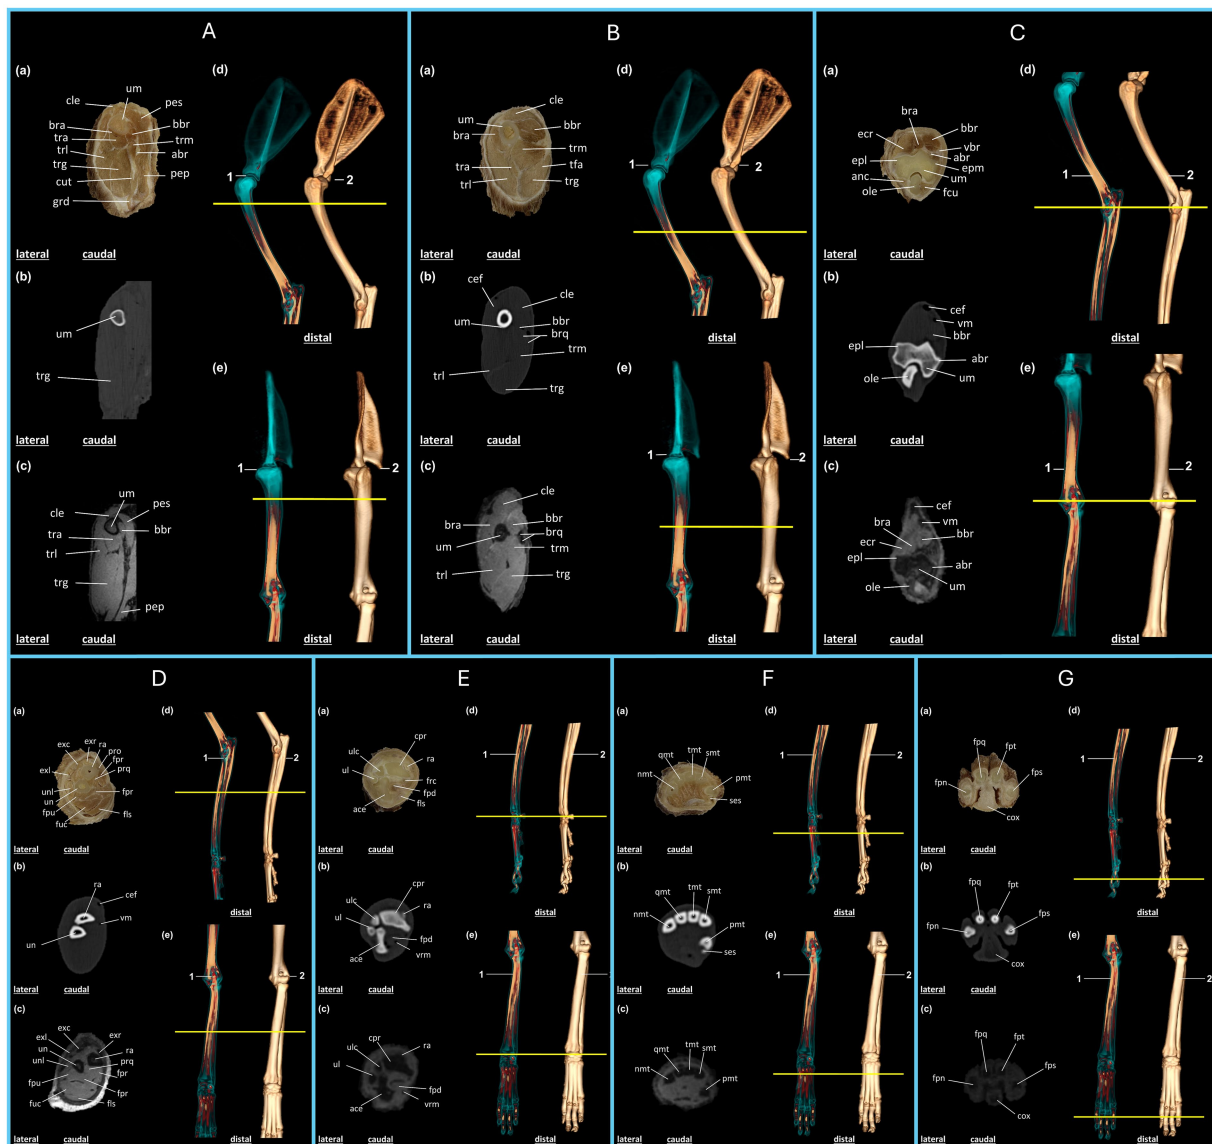 A
(a)
um
cle
pes
bra
bbr
tra
trm
trl
abr
trg
pep
cut
grd
lateral
caudal
(b)
um
trg
lateral
caudal
(c)
um
cle
pes
tra
bbr
trl
trg
pep
lateral
caudal
(d)
1
2
distal
(e)
1
2
distal
B
(a)
cle
um
bbr
bra
trm
tra
tfa
trl
trg
lateral
caudal
(b)
cef
cle
um
bbr
brq
trm
trl
trg
lateral
caudal
(c)
cle
bra
bbr
um
brq
trm
trl
trg
lateral
caudal
(d)
1
2
distal
(e)
1
2
distal
C
(a)
bra
ecr
bbr
vbr
epl
abr
epm
anc
um
ole
fcu
lateral
caudal
(b)
cef
vm
bbr
epl
abr
ole
um
lateral
caudal
(c)
cef
bra
vm
ecr
bbr
epl
abr
ole
um
lateral
caudal
(d)
1
2
distal
(e)
1
2
distal
D
(a)
exr
exc
ra
pro
fpr
exl
prq
unl
un
fpr
fpu
fls
fuc
lateral
caudal
(b)
ra
cef
vm
un
lateral
caudal
(c)
exc
exr
exl
un
ra
unl
prq
fpr
fpu
fpr
fuc
fls
lateral
caudal
(d)
1
2
distal
(e)
1
2
distal
E
(a)
cpr
ulc
ra
ul
frc
fpd
ace
fls
lateral
caudal
(b)
cpr
ulc
ra
ul
fpd
ace
vrm
lateral
caudal
(c)
cpr
ra
ulc
ul
fpd
ace
vrm
lateral
caudal
(d)
1
2
distal
(e)
1
2
distal
F
(a)
tmt
qmt
smt
nmt
pmt
ses
lateral
caudal
(b)
tmt
qmt
smt
nmt
pmt
ses
lateral
caudal
(c)
tmt
qmt
smt
nmt
pmt
lateral
caudal
(d)
1
2
distal
(e)
1
2
distal
G
(a)
fpq
fpt
fpn
fps
cox
lateral
caudal
(b)
fpq
fpt
fpn
fps
cox
lateral
caudal
(c)
fpq
fpt
fpn
fps
cox
lateral
caudal
(d)
1
2
distal
(e)
1
2
distal